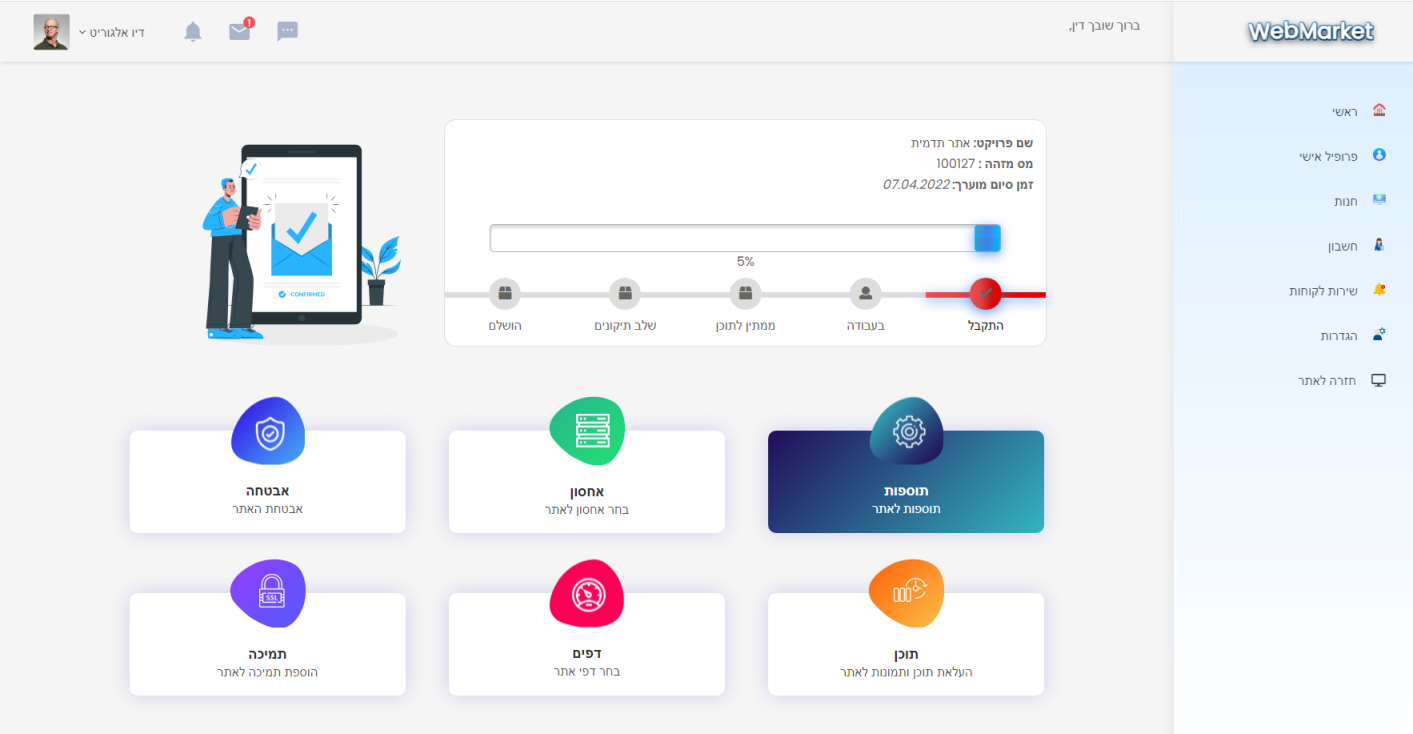 WebMarket
ברוך שובך דין,
1
דיו אלגוריט
ראשי
פרופיל אישי
חנות
חשבון
שירות לקוחות
הגדרות
חזרה לאתר
שם פרויקט: אתר תדמית
מס מזהה : 100127
זמן סיום מוערך: 07.04.2022
5%
התקבל
בעבודה
ממתין לתוכן
שלב תיקונים
הושלם
CONFIRMED
תוספות
תוספות לאתר
אחסון
בחר אחסון לאתר
אבטחה
אבטחת האתר
תוכן
העלאת תוכן ותמונות לאתר
דפים
בחר דפי אתר
SSL
תמיכה
הוספת תמיכה לאתר